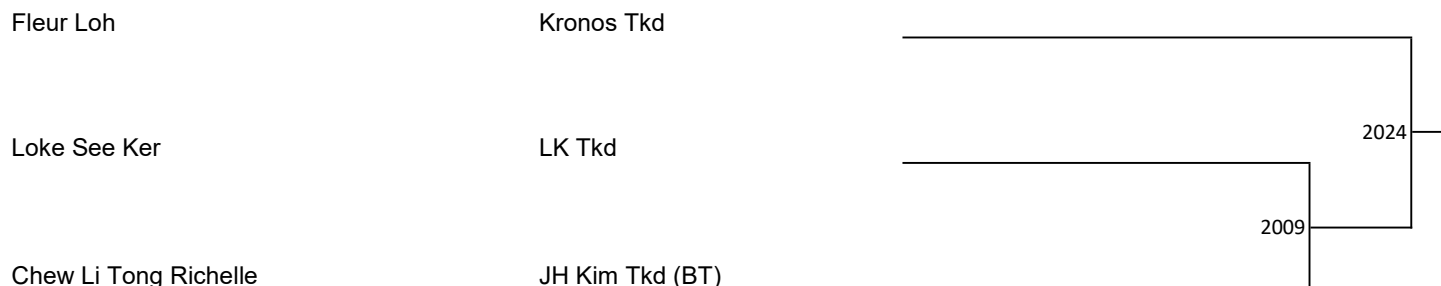 Fleur Loh Kronos Tkd
2024
Loke See Ker LK Tkd
2009
Chew Li Tong Richelle JH Kim Tkd (BT)